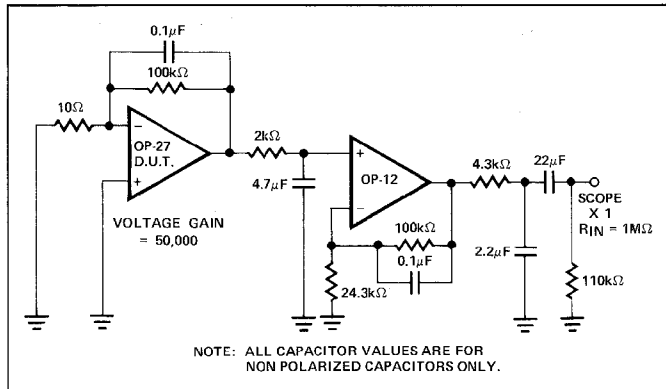 0.1µF
100kΩ
10Ω
−
OP-27
D.U.T.
+
VOLTAGE GAIN
= 50,000
2kΩ
4.7µF
+
OP-12
−
100kΩ
0.1µF
24.3kΩ
4.3kΩ
22µF
2.2µF
SCOPE
X 1
RIN = 1MΩ
110kΩ
NOTE: ALL CAPACITOR VALUES ARE FOR
NON POLARIZED CAPACITORS ONLY.